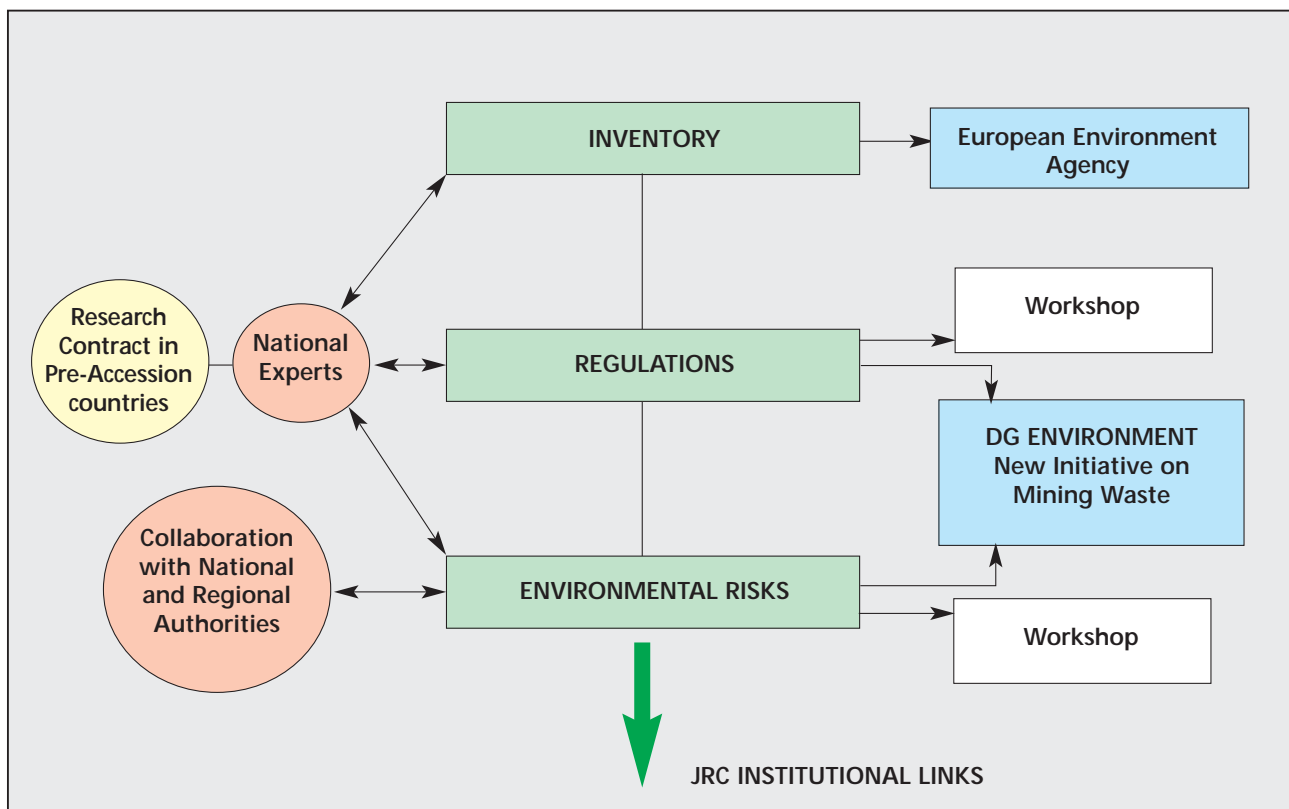 INVENTORY
European Environment
Agency
Research
Contract in
Pre-Accession
countries
National
Experts
REGULATIONS
Workshop
DG ENVIRONMENT
New Initiative on
Mining Waste
Collaboration
with National
and Regional
Authorities
ENVIRONMENTAL RISKS
Workshop
JRC INSTITUTIONAL LINKS